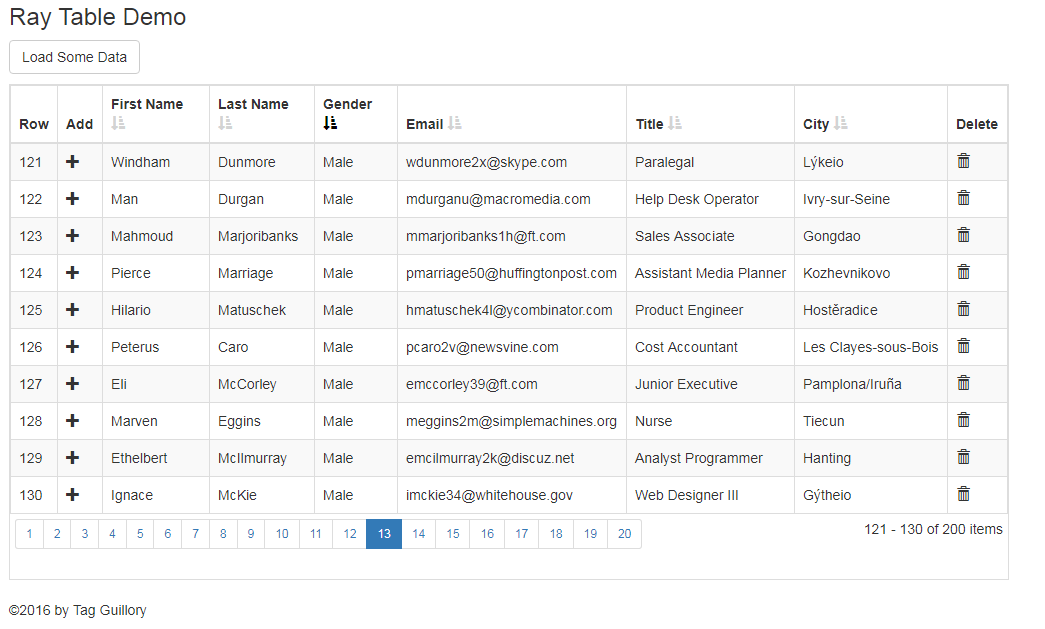 Ray Table Demo
Load Some Data
Row Add First Name Last Name Gender Email Title City Delete
121 Windham Dunmore Male wdunmore2x@skype.com Paralegal Lýkeio
122 Man Durgan Male mdurganu@macromedia.com Help Desk Operator Ivry-sur-Seine
123 Mahmoud Marjoribanks Male mmarjoribanks1h@ft.com Sales Associate Gongdao
124 Pierce Marriage Male pmarriage50@huffingtonpost.com Assistant Media Planner Kozhevnikovo
125 Hilario Matuschek Male hmatuschek4l@ycombinator.com Product Engineer Hostěradice
126 Peterus Caro Male pcaro2v@newsvine.com Cost Accountant Les Clayes-sous-Bois
127 Eli McCorley Male emccorley39@ft.com Junior Executive Pamplona/Iruña
128 Marven Eggins Male meggins2m@simplemachines.org Nurse Tiecun
129 Ethelbert McIlmurray Male emcilmurray2k@discuz.net Analyst Programmer Hanting
130 Ignace McKie Male imckie34@whitehouse.gov Web Designer III Gýtheio
1 2 3 4 5 6 7 8 9 10 11 12 13 14 15 16 17 18 19 20 121 - 130 of 200 items
©2016 by Tag Guillory